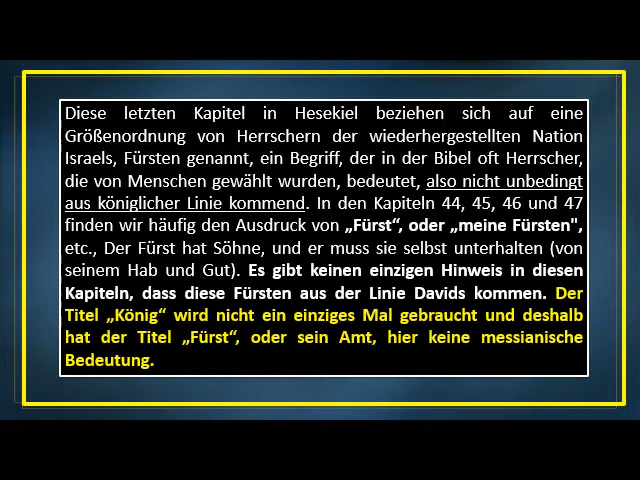 Diese letzten Kapitel in Hesekiel beziehen sich auf eine
Größenordnung von Herrschern der wiederhergestellten Nation
Israels, Fürsten genannt, ein Begriff, der in der Bibel oft Herrscher,
die von Menschen gewählt wurden, bedeutet, also nicht unbedingt
aus königlicher Linie kommend. In den Kapiteln 44, 45, 46 und 47
finden wir häufig den Ausdruck von „Fürst“, oder „meine Fürsten",
etc., Der Fürst hat Söhne, und er muss sie selbst unterhalten (von
seinem Hab und Gut). Es gibt keinen einzigen Hinweis in diesen
Kapiteln, dass diese Fürsten aus der Linie Davids kommen. Der
Titel „König“ wird nicht ein einziges Mal gebraucht und deshalb
hat der Titel „Fürst“, oder sein Amt, hier keine messianische
Bedeutung.